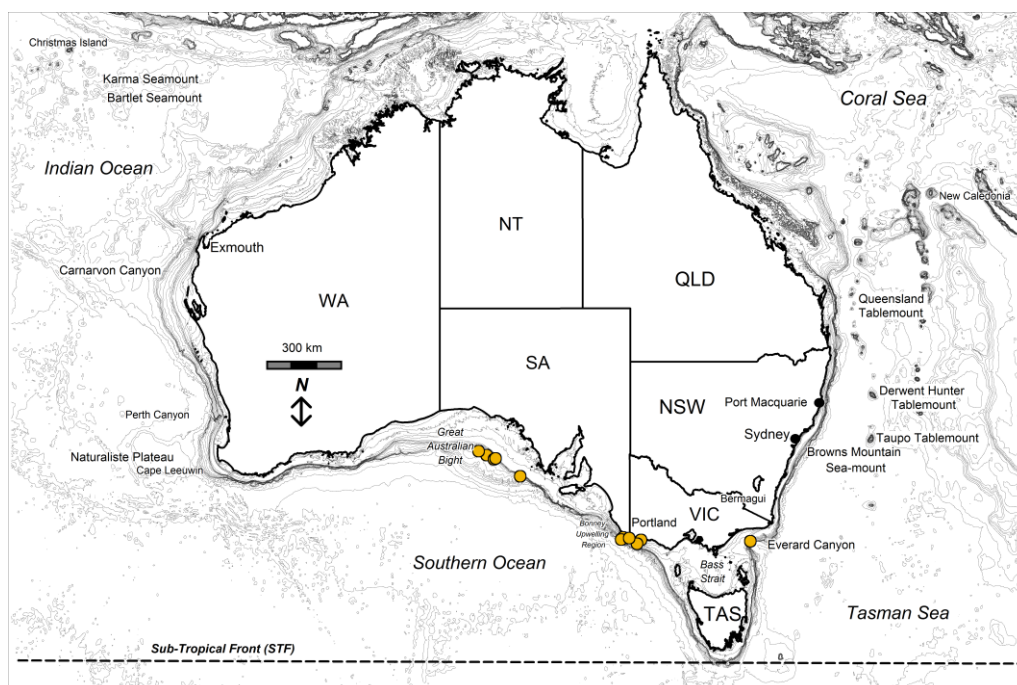 Christmas Island
Karma Seamount
Bartlet Seamount
Coral Sea
Indian Ocean
New Caledonia
NT
Exmouth
Carnarvon Canyon
QLD
WA
Queensland
Tablemount
300 km
SA
N
Derwent Hunter
Tablemount
NSW
Port Macquarie
Perth Canyon
Great
Australian
Bight
Sydney
Taupo Tablemount
Naturaliste Plateau
Browns Mountain
Sea-mount
Cape Leeuwin
Bermagui
VIC
Portland
Bonney
Upwelling
Region
Everard Canyon
Southern Ocean
Bass
Strait
TAS
Tasman Sea
Sub-Tropical Front (STF)